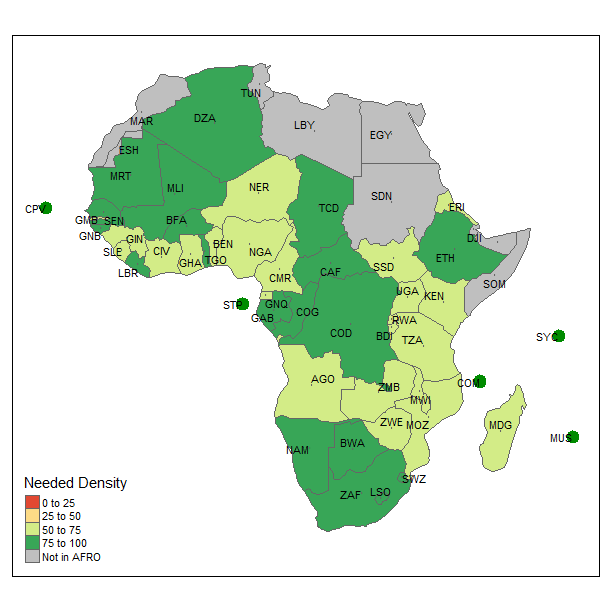 TUN
MAR
DZA
LBY
EGY
ESH
MRT
MLI
NER
TCD
SDN
CPV
GMB SEN
BFA
ERI
GNB
GIN
BEN
DJI
SLE
CIV
GHA
TGO
NGA
SSD
ETH
LBR
CMR
CAF
SOM
STP
GNQ
UGA
KEN
GAB
COG
RWA
COD
BDI
TZA
SYC
AGO
ZMB
COM
MWI
ZWE
MOZ
MDG
MUS
NAM
BWA
SWZ
ZAF
LSO
Needed Density
0 to 25
25 to 50
50 to 75
75 to 100
Not in AFRO